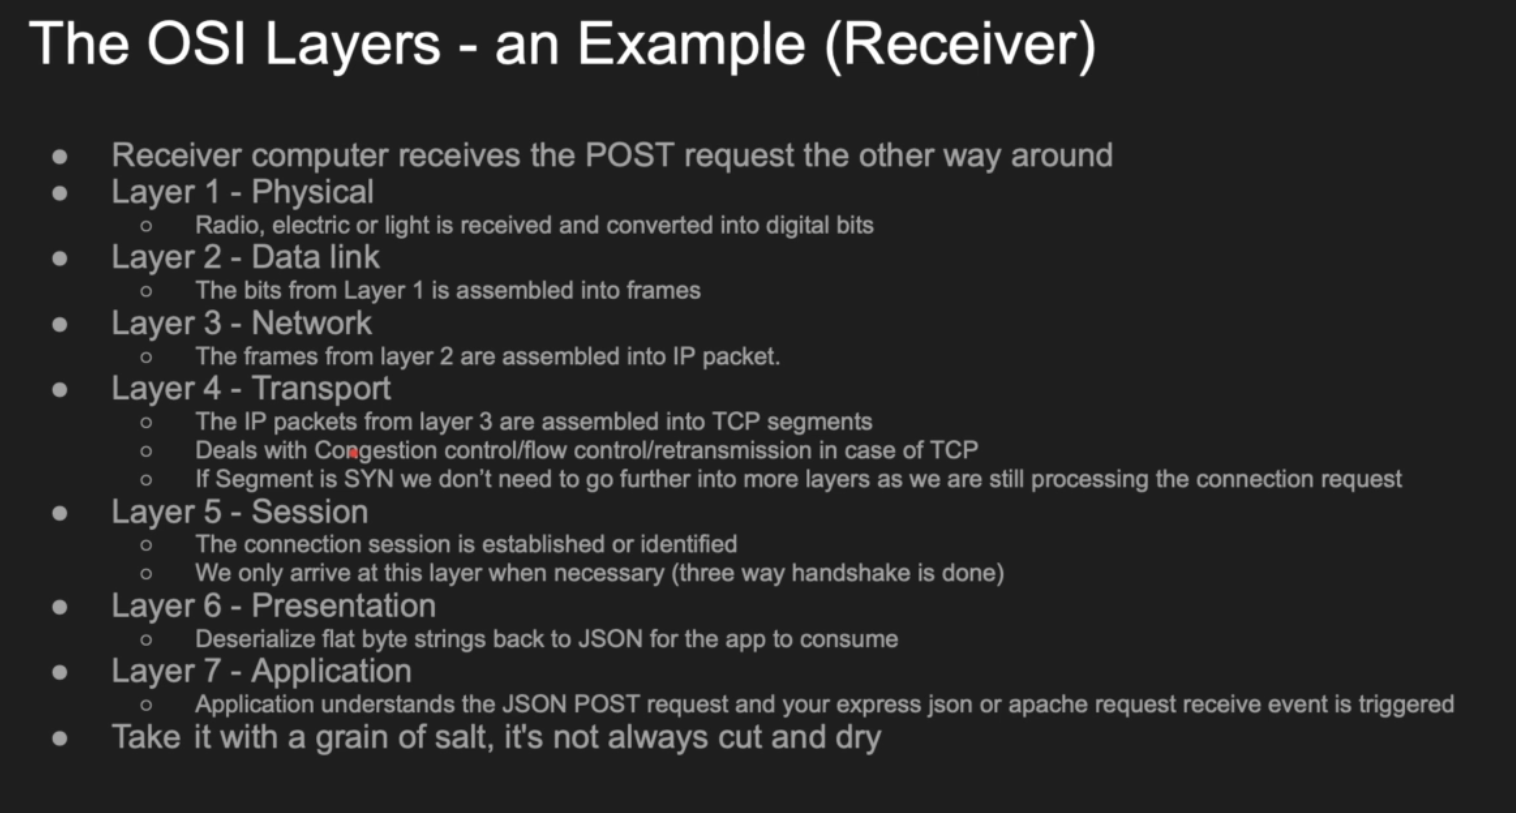 The OSI Layers - an Example (Receiver)
● Receiver computer receives the POST request the other way around
● Layer 1 - Physical
○ Radio, electric or light is received and converted into digital bits
● Layer 2 - Data link
○ The bits from Layer 1 is assembled into frames
● Layer 3 - Network
○ The frames from layer 2 are assembled into IP packet.
● Layer 4 - Transport
○ The IP packets from layer 3 are assembled into TCP segments
○ Deals with Congestion control/flow control/retransmission in case of TCP
○ If Segment is SYN we don’t need to go further into more layers as we are still processing the connection request
● Layer 5 - Session
○ The connection session is established or identified
○ We only arrive at this layer when necessary (three way handshake is done)
● Layer 6 - Presentation
○ Deserialize flat byte strings back to JSON for the app to consume
● Layer 7 - Application
○ Application understands the JSON POST request and your express json or apache request receive event is triggered
● Take it with a grain of salt, it's not always cut and dry